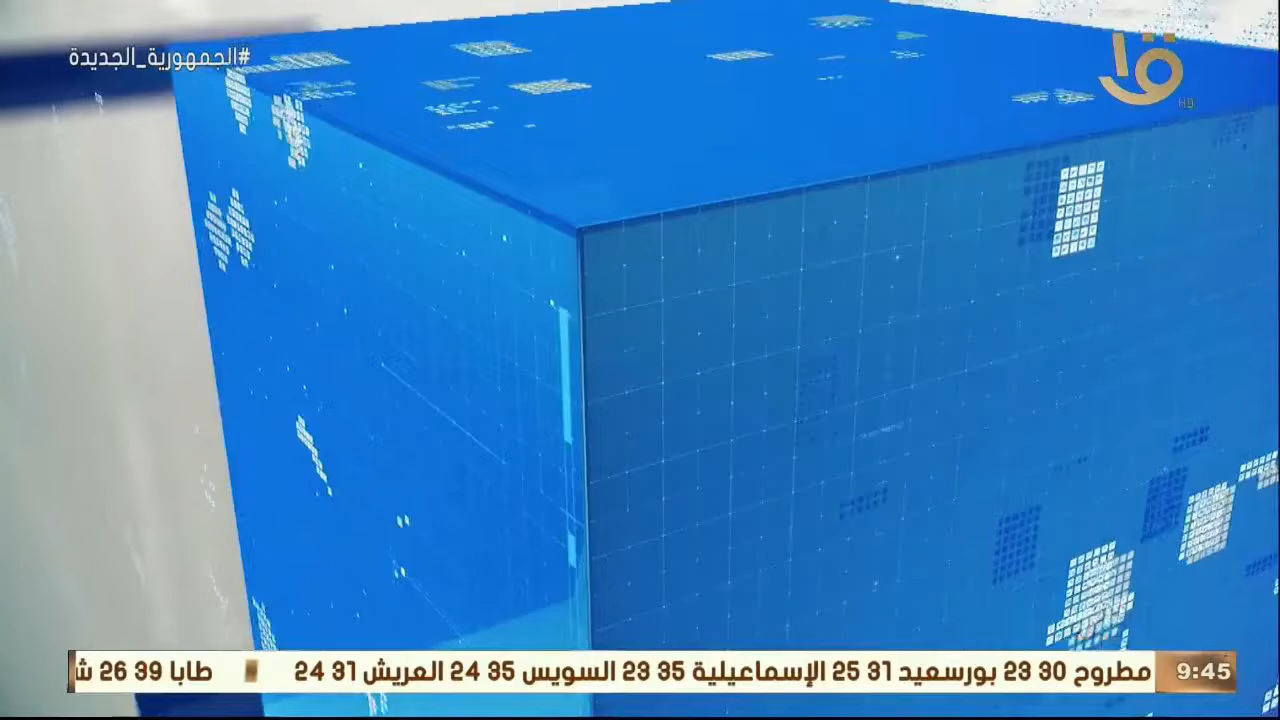 #الجمهورية_الجديدة
HD
9:45
مطروح 30 23 بورسعيد 31 25 الإسماعيلية 35 23 السويس 35 24 العريش 31 24
طابا 39 26